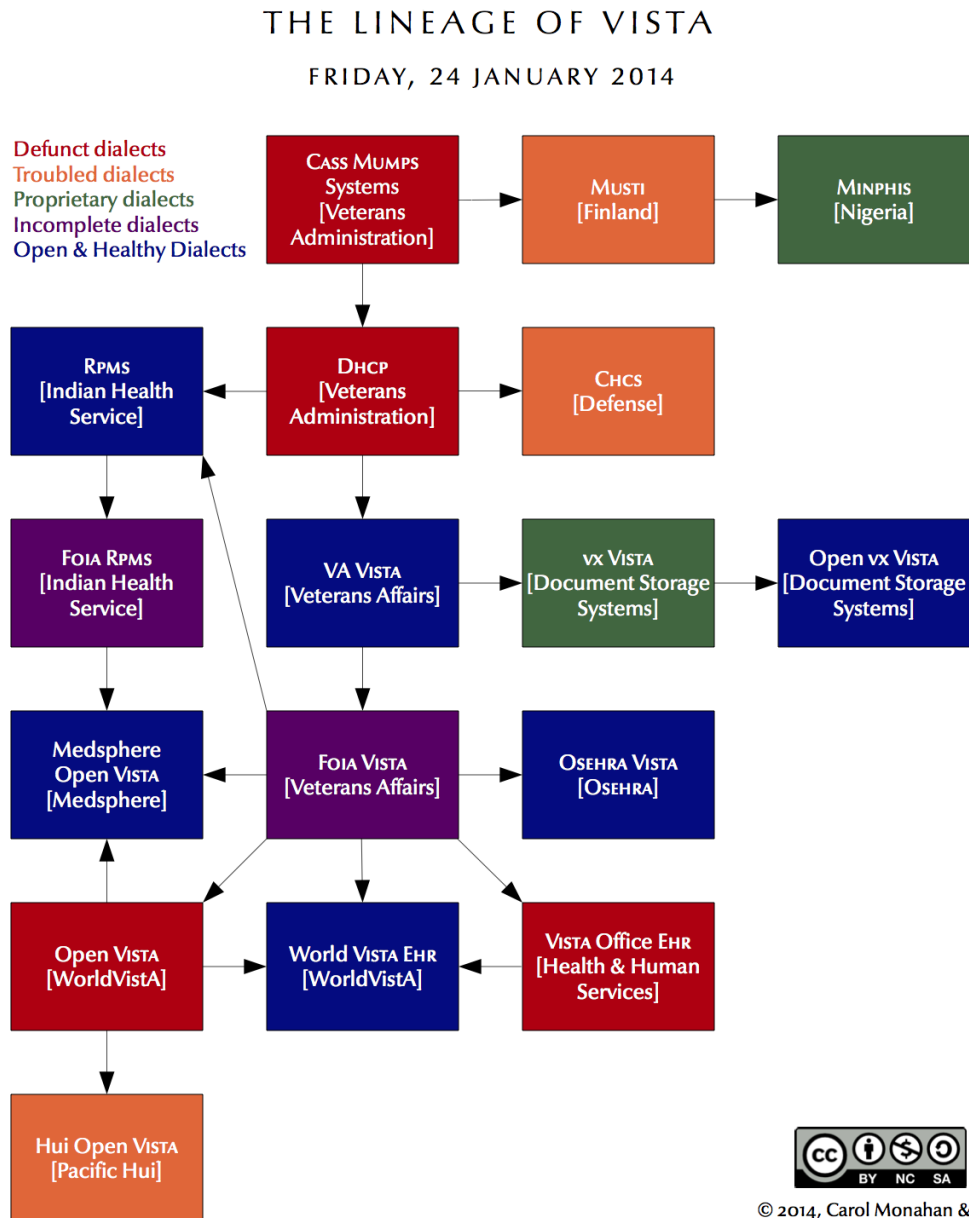 THE LINEAGE OF VISTA
FRIDAY, 24 JANUARY 2014
Defunct dialects
Troubled dialects
Proprietary dialects
Incomplete dialects
Open & Healthy Dialects
CASS MUMPS
Systems
[Veterans
Administration]
MUSTI
[Finland]
MINPHIS
[Nigeria]
RPMS
[Indian Health
Service]
DHCP
[Veterans
Administration]
CHCS
[Defense]
FOIA RPMS
[Indian Health
Service]
VA VISTA
[Veterans Affairs]
vx VISTA
[Document Storage
Systems]
Open vx VISTA
[Document Storage
Systems]
Medsphere
Open VISTA
[Medsphere]
FOIA VISTA
[Veterans Affairs]
OSEHRA VISTA
[OSEHRA]
Open VISTA
[WorldVistA]
World VISTA EHR
[WorldVistA]
VISTA Office EHR
[Health & Human
Services]
Hui Open VISTA
[Pacific Hui]
cc
BY NC SA
© 2014, Carol Monahan &